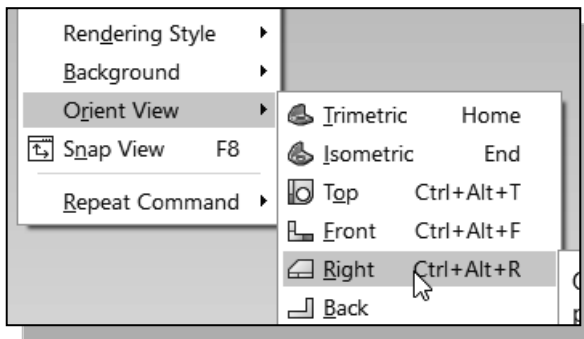 Rendering Style
Background
Orient View
Snap View F8
Repeat Command
Trimetric Home
Isometric End
Top Ctrl+Alt+T
Front Ctrl+Alt+F
Right Ctrl+Alt+R
Back